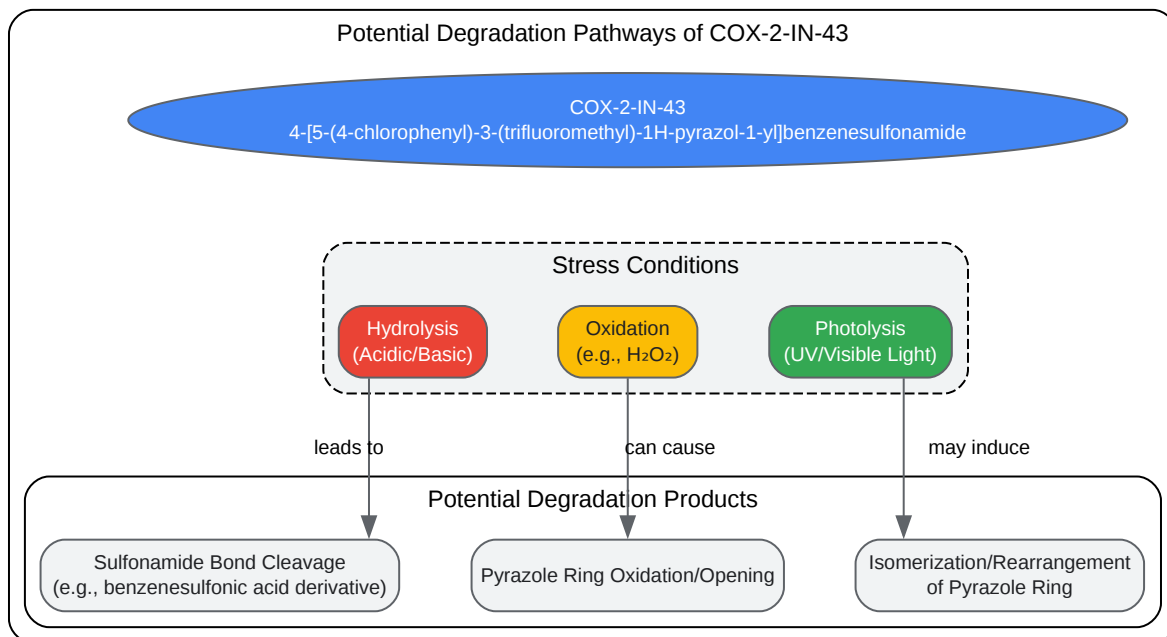 Potential Degradation Pathways of COX-2-IN-43
COX-2-IN-43
4-[5-(4-chlorophenyl)-3-(trifluoromethyl)-1H-pyrazol-1-yl]benzenesulfonamide
Stress Conditions
Hydrolysis
(Acidic/Basic)
Oxidation
(e.g., H₂O₂)
Photolysis
(UV/Visible Light)
leads to
can cause
may induce
Potential Degradation Products
Sulfonamide Bond Cleavage
(e.g., benzenesulfonic acid derivative)
Pyrazole Ring Oxidation/Opening
Isomerization/Rearrangement
of Pyrazole Ring